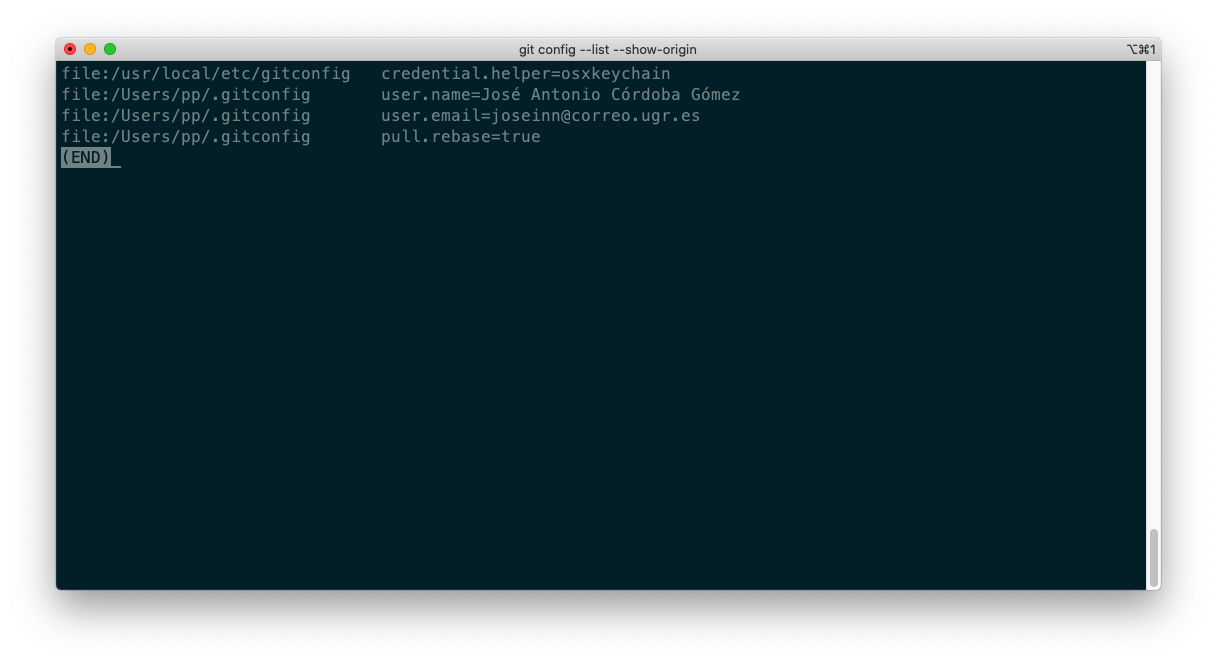 git config --list --show-origin
⌥⌘1
file:/usr/local/etc/gitconfig   credential.helper=osxkeychain
file:/Users/pp/.gitconfig       user.name=José Antonio Córdoba Gómez
file:/Users/pp/.gitconfig       user.email=joseinn@correo.ugr.es
file:/Users/pp/.gitconfig       pull.rebase=true
(END)